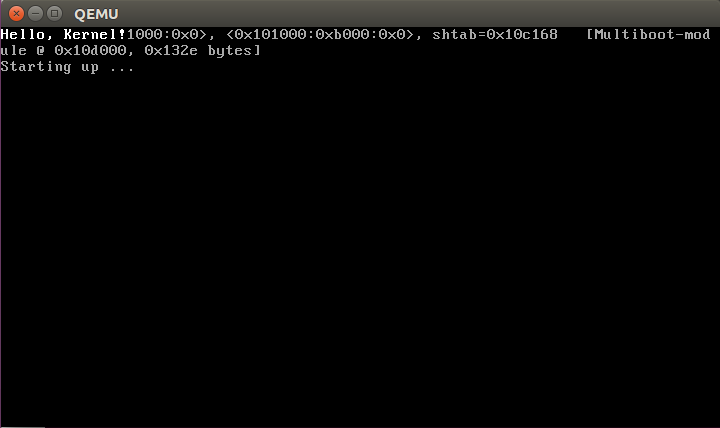 QEMU
Hello, Kernel!1000:0x0>, <0x101000:0xb000:0x0>, shtab=0x10c168   [Multiboot-mod
ule @ 0x10d000, 0x132e bytes]
Starting up ...